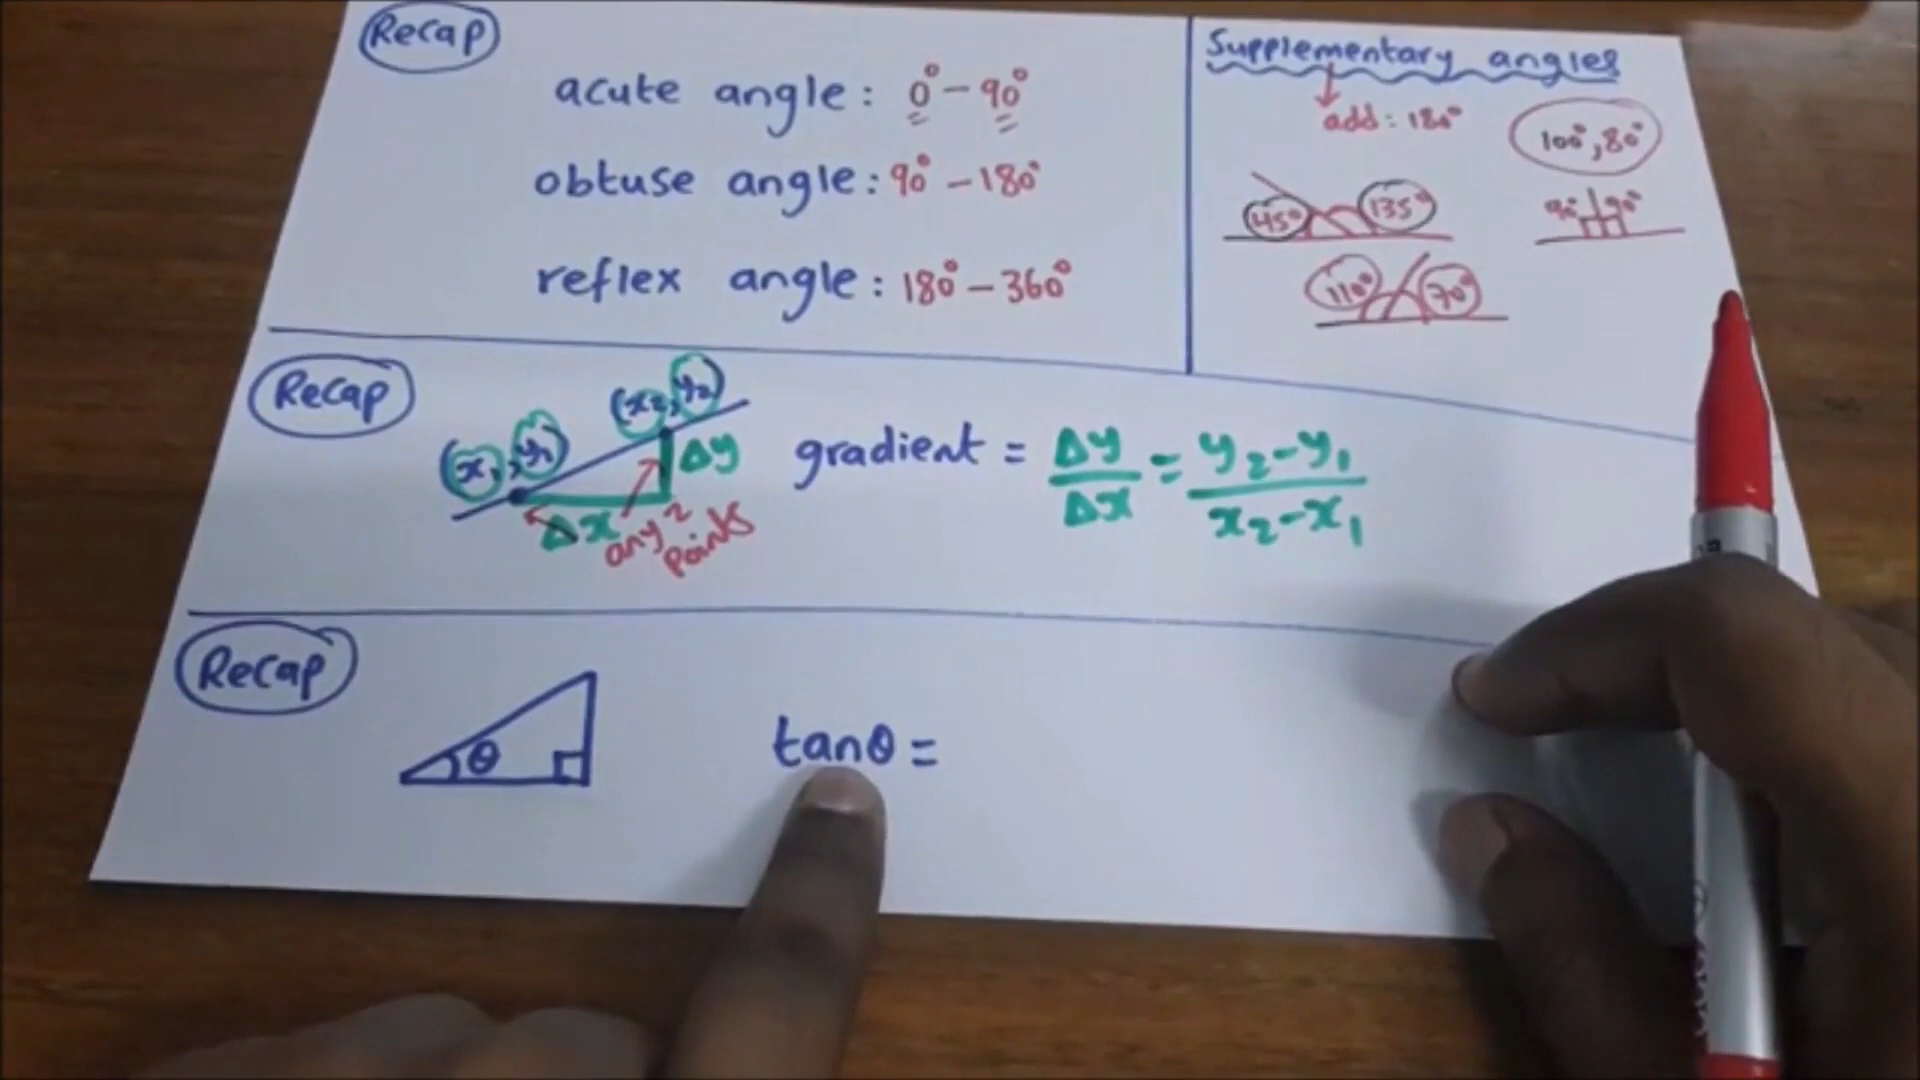 Recap
acute angle: 0° - 90°
obtuse angle: 90° - 180°
reflex angle: 180° - 360°
Supplementary angles
add: 180°
100°, 80°
45° 135°
90° 90°
110° 70°
Recap
(x₁, y₁) (x₂, y₂)
Δy
Δx
any 2 points
gradient = Δy/Δx = y₂-y₁/x₂-x₁
Recap
θ
tanθ =